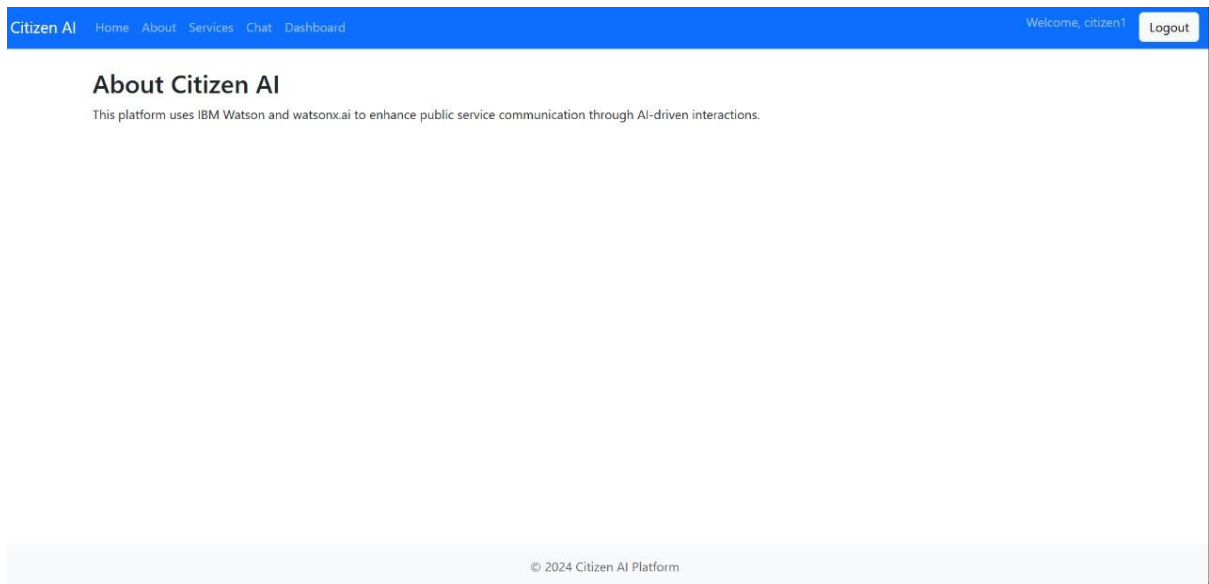 Citizen AI Home About Services Chat Dashboard Welcome, citizen1 Logout
About Citizen AI
This platform uses IBM Watson and watsonx.ai to enhance public service communication through AI-driven interactions.
© 2024 Citizen AI Platform